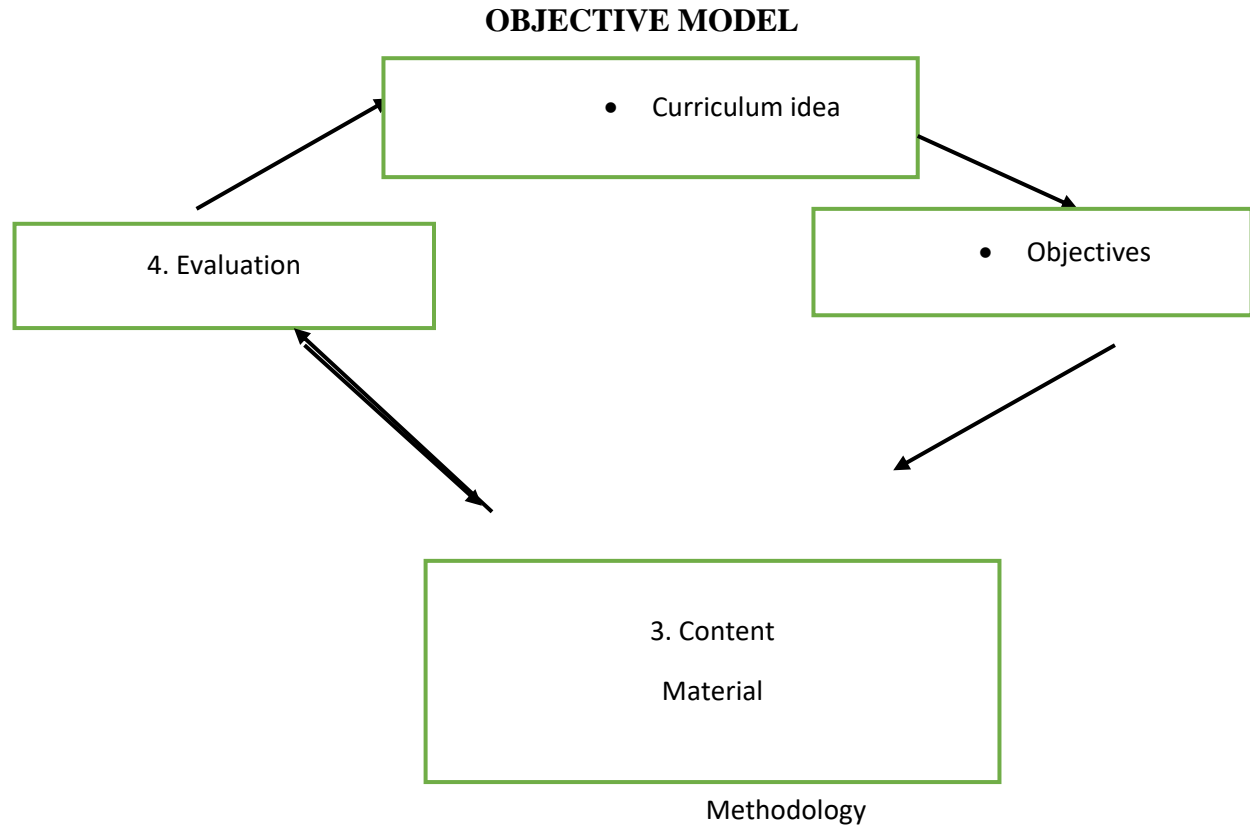 OBJECTIVE MODEL
• Curriculum idea
4. Evaluation
• Objectives
3. Content
Material
Methodology